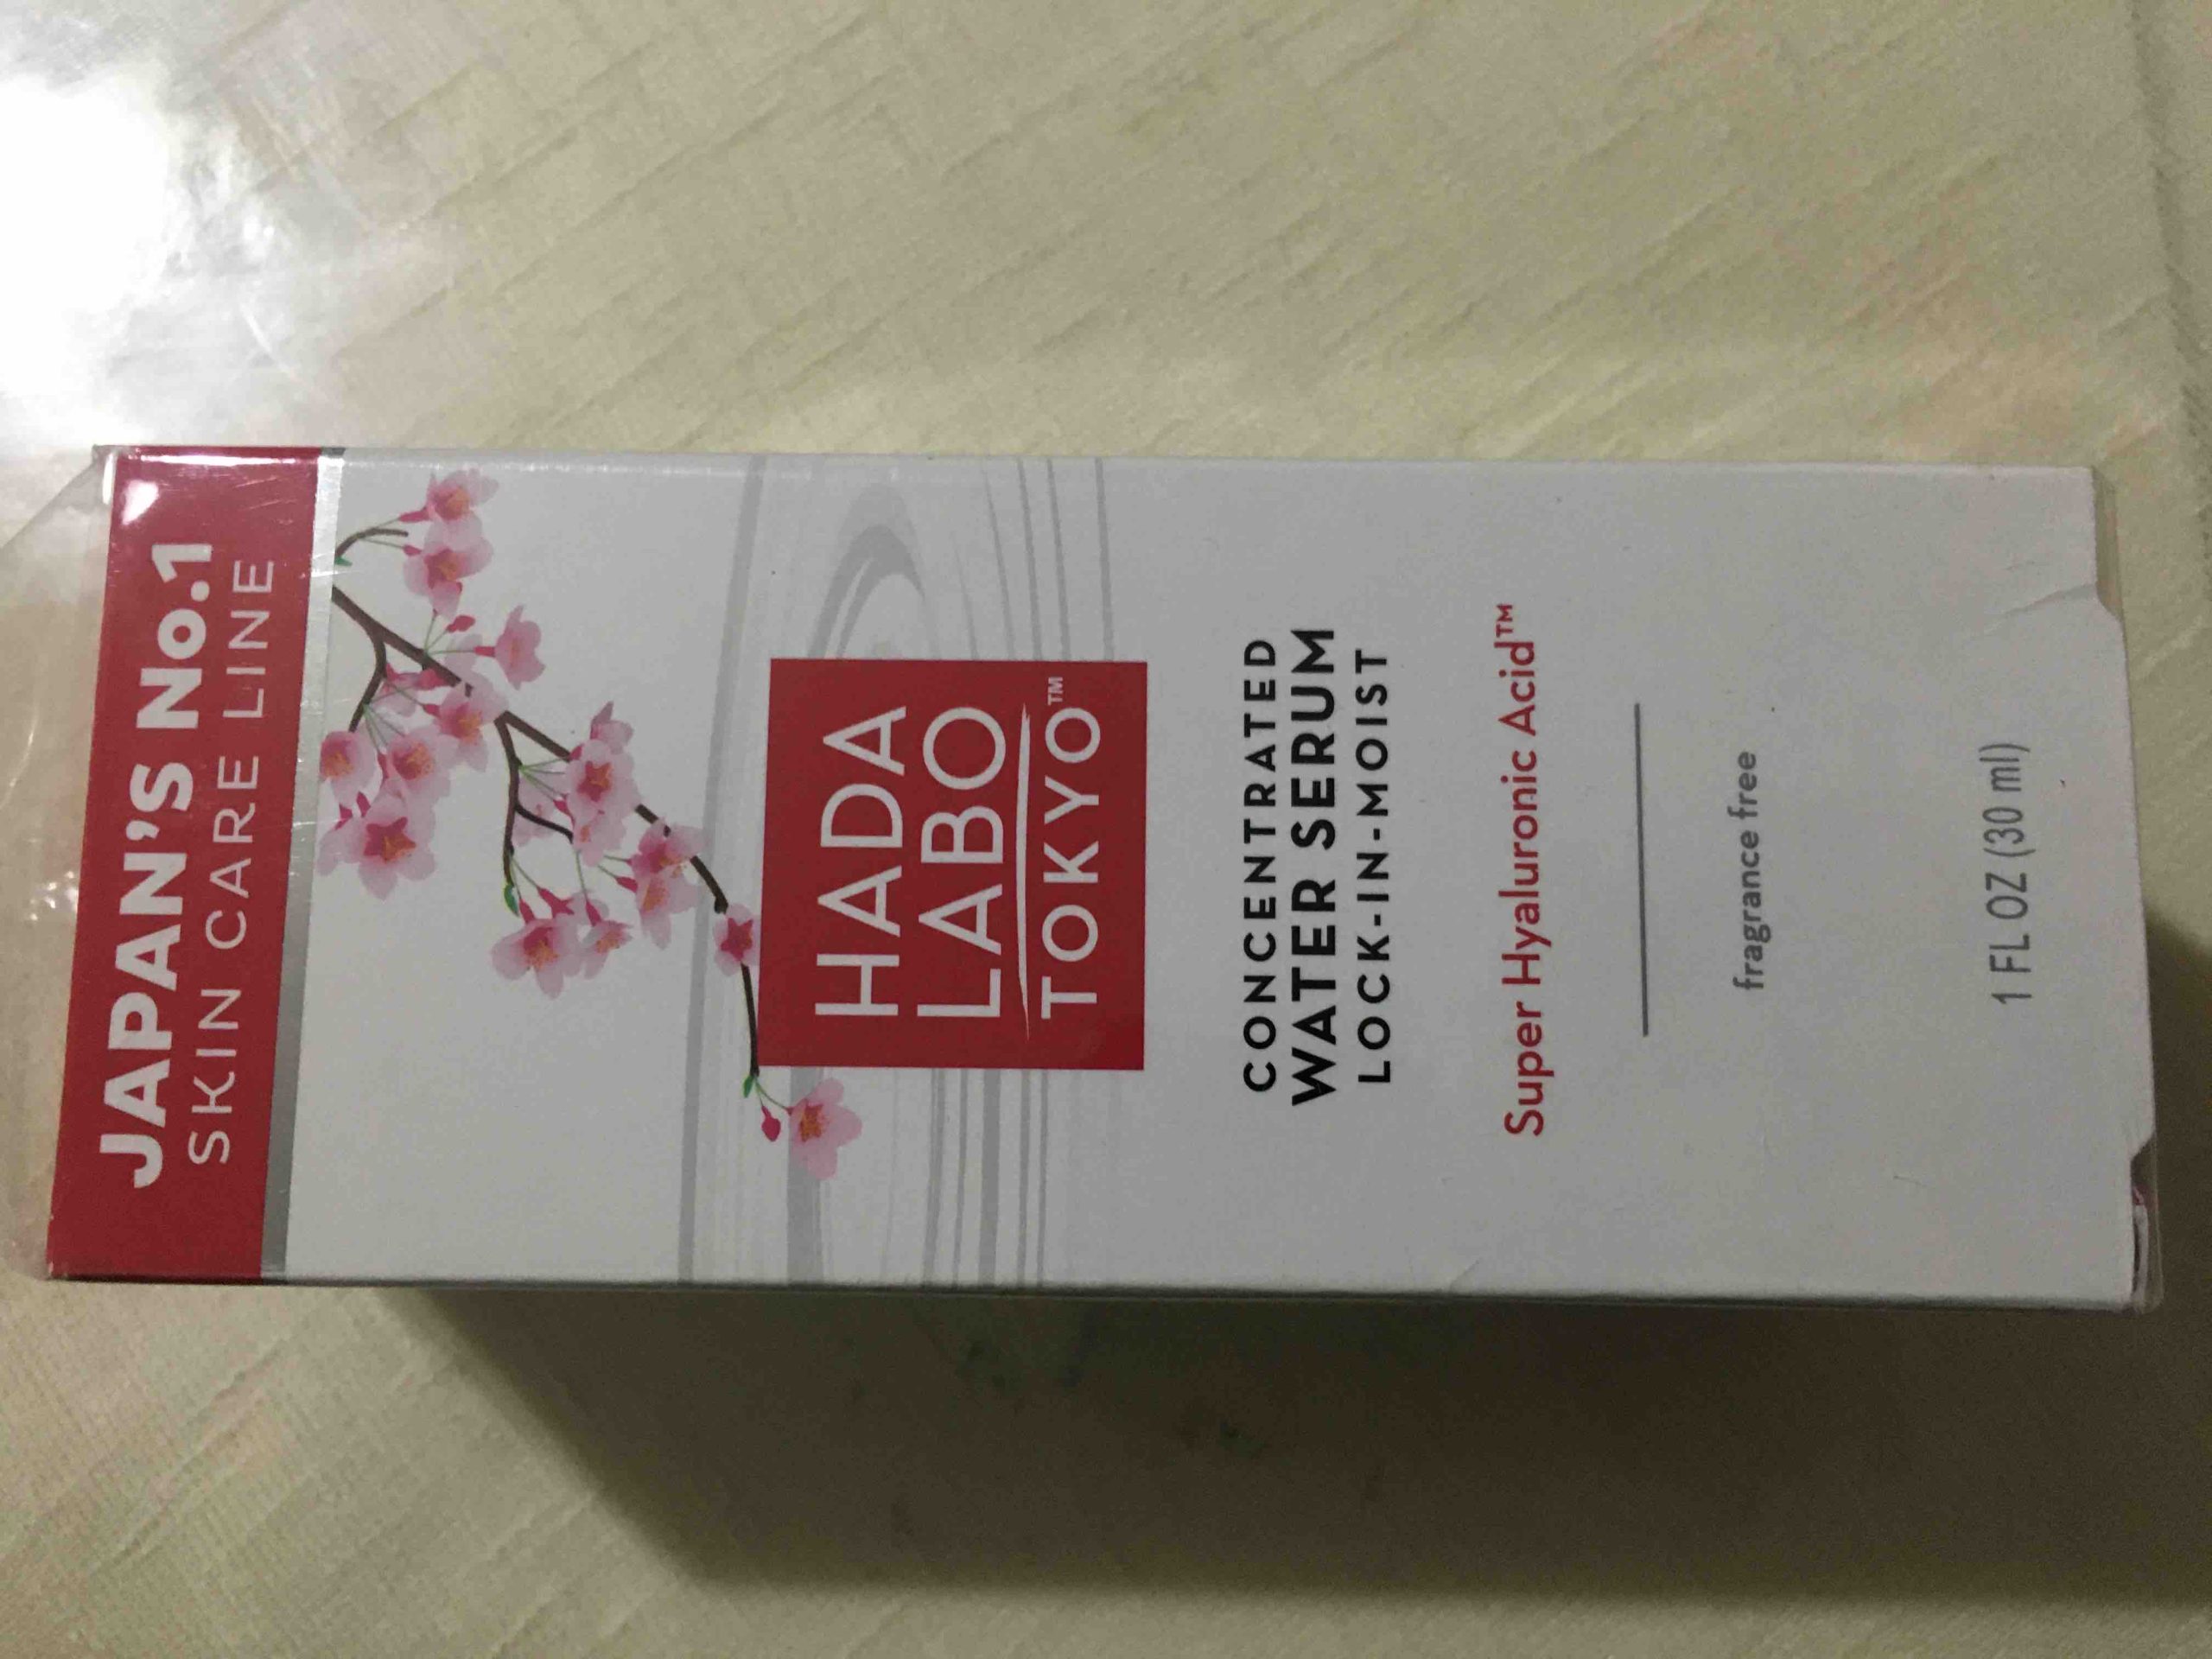 JAPAN'S No.1
SKIN CARE LINE
HADA
LABO
TOKYO™
CONCENTRATED
WATER SERUM
LOCK-IN-MOIST
Super Hyaluronic Acid™
fragrance free
1 FL OZ (30 ml)